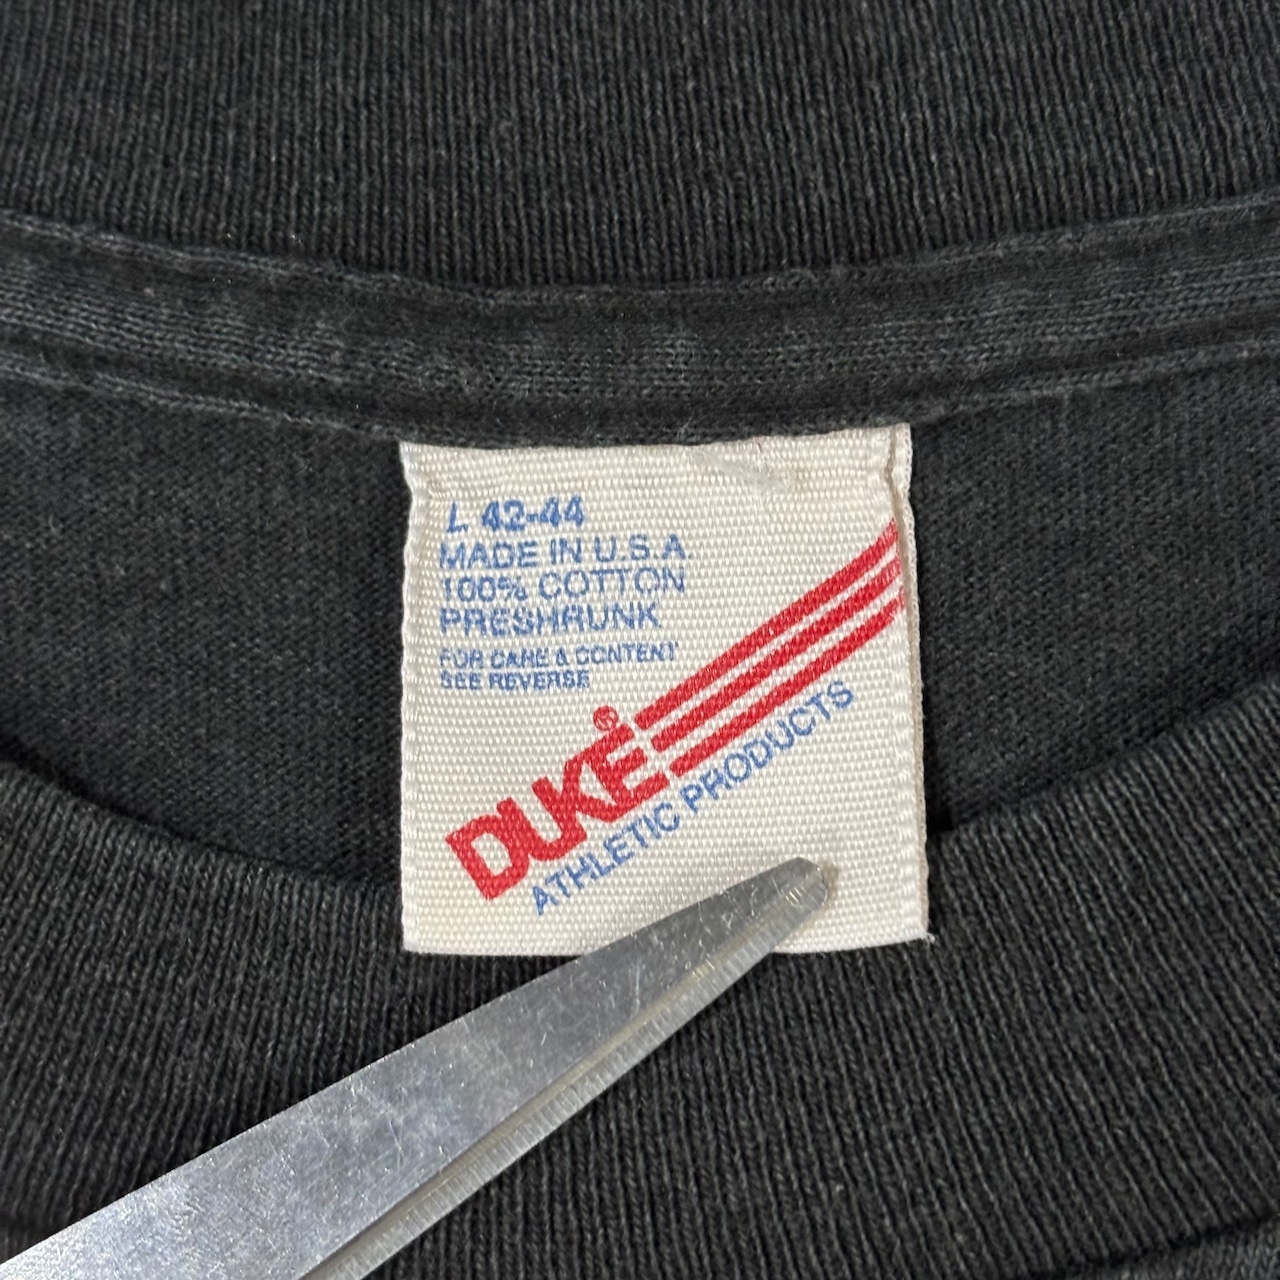 L 42-44
MADE IN U.S.A.
100% COTTON
PRESHRUNK
FOR CARE & CONTENT
SEE REVERSE
DUKE®
ATHLETIC PRODUCTS